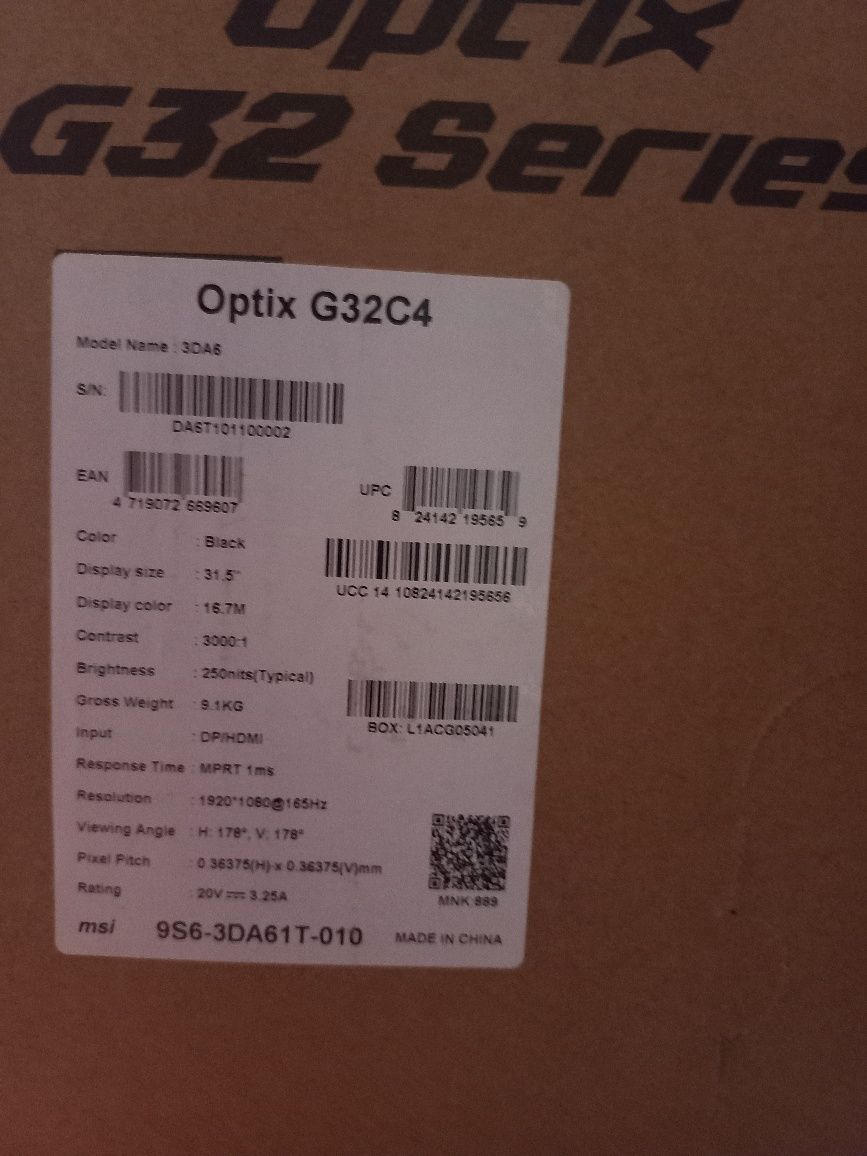 Optix
G32 Series
Optix G32C4
Model Name : 3DA6
S/N:
DA6T101100002
EAN
4 719072 669607
UPC
8 24142 19565 9
Color : Black
UCC 14 10824142195656
Display size : 31.5"
Display color : 16.7M
Contrast : 3000:1
Brightness : 250nits(Typical)
Gross Weight : 9.1KG
BOX: L1ACG05041
Input : DP/HDMI
Response Time : MPRT 1ms
Resolution : 1920*1080@165Hz
Viewing Angle : H: 178°, V: 178°
Pixel Pitch : 0.36375(H) x 0.36375(V)mm
Rating : 20V ⎓ 3.25A
MNK 889
msi 9S6-3DA61T-010 MADE IN CHINA